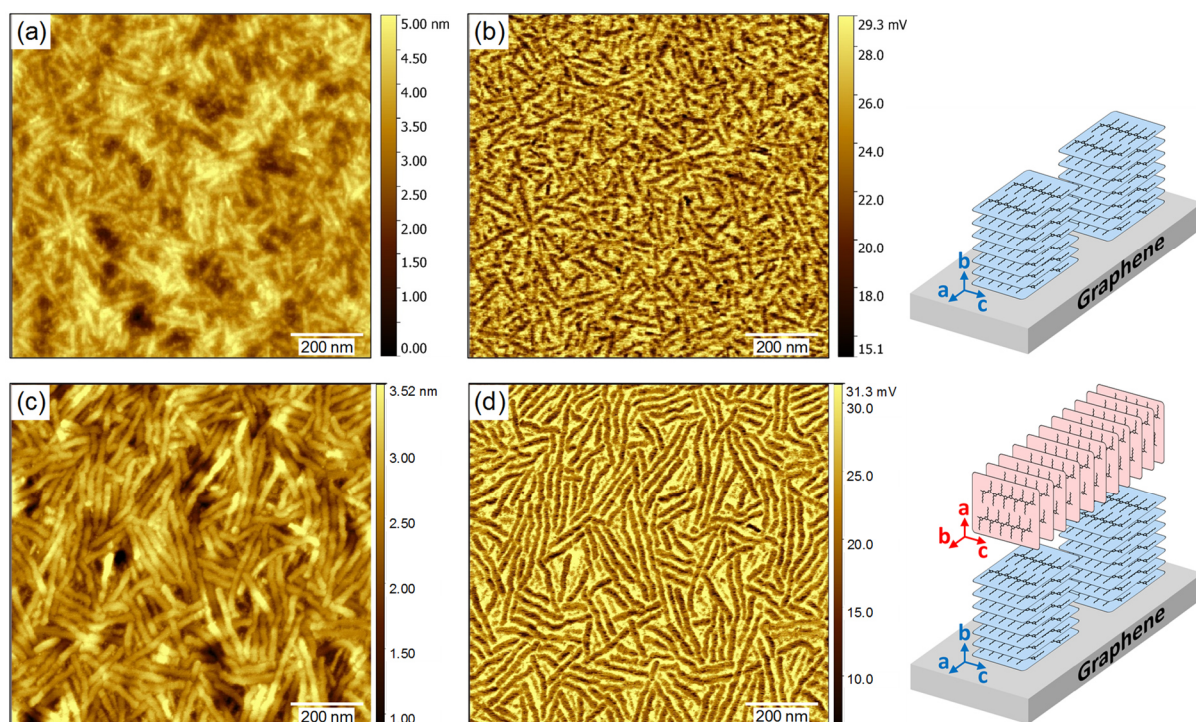 (a)
5.00 nm
4.50
4.00
3.50
3.00
2.50
2.00
1.50
1.00
0.00
200 nm
(b)
29.3 mV
28.0
26.0
24.0
22.0
20.0
18.0
15.1
200 nm
b
a
c
Graphene
(c)
3.52 nm
3.00
2.50
2.00
1.50
1.00
200 nm
(d)
31.3 mV
30.0
25.0
20.0
15.0
10.0
200 nm
a
b
c
b
a
c
Graphene